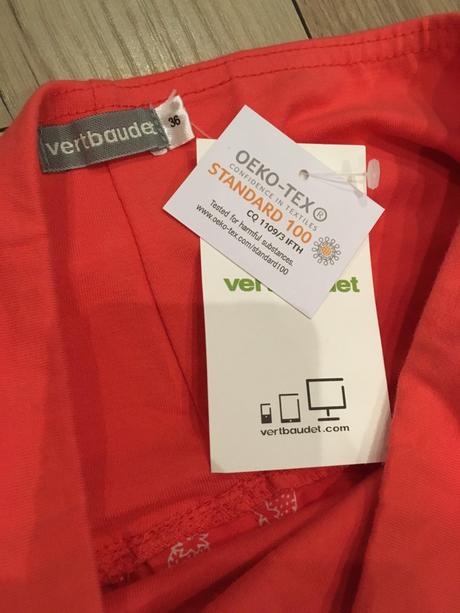 vertbaudet
36
OEKO-TEX®
CONFIDENCE IN TEXTILES
STANDARD 100
CQ 1109/3 IFTH
Tested for harmful substances.
www.oeko-tex.com/standard100
vertbaudet
vertbaudet.com